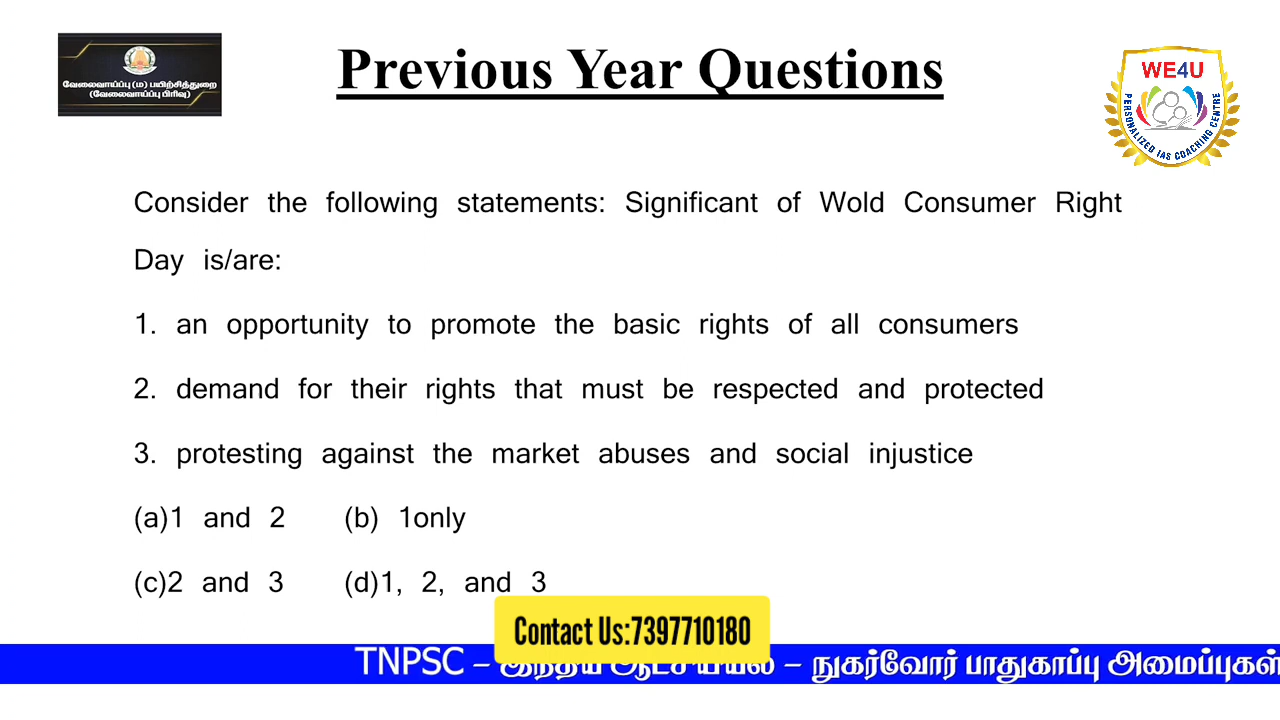 Previous Year Questions
வேலைவாய்ப்பு (ம) பயிற்சித்துறை
(வேலைவாய்ப்பு பிரிவு)
WE4U
PERSONALIZED IAS COACHING CENTRE
Consider the following statements: Significant of Wold Consumer Right
Day is/are:
1. an opportunity to promote the basic rights of all consumers
2. demand for their rights that must be respected and protected
3. protesting against the market abuses and social injustice
(a)1 and 2 (b) 1only
(c)2 and 3 (d)1, 2, and 3
Contact Us:7397710180
TNPSC – இந்திய ஆட்சியியல் – நுகர்வோர் பாதுகாப்பு அமைப்புகள்